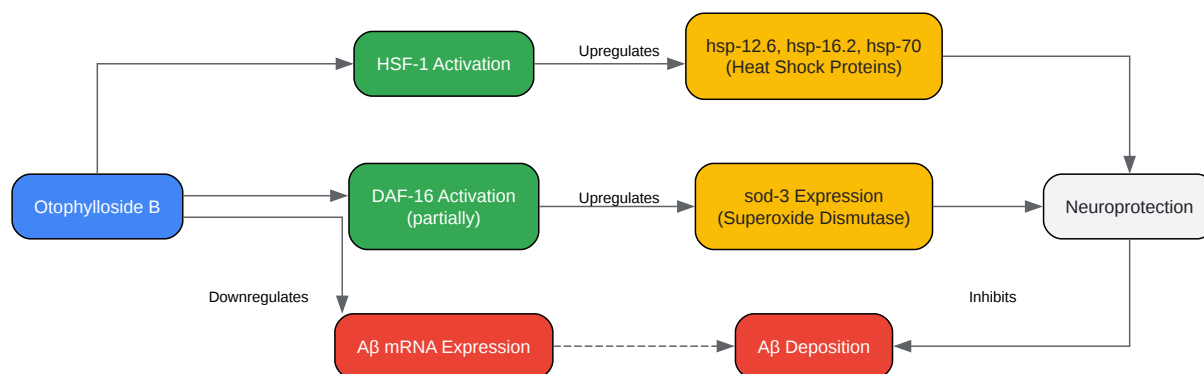 HSF-1 Activation
Upregulates
hsp-12.6, hsp-16.2, hsp-70
(Heat Shock Proteins)
Otophylloside B
DAF-16 Activation
(partially)
Upregulates
sod-3 Expression
(Superoxide Dismutase)
Neuroprotection
Downregulates
Inhibits
Aβ mRNA Expression
Aβ Deposition